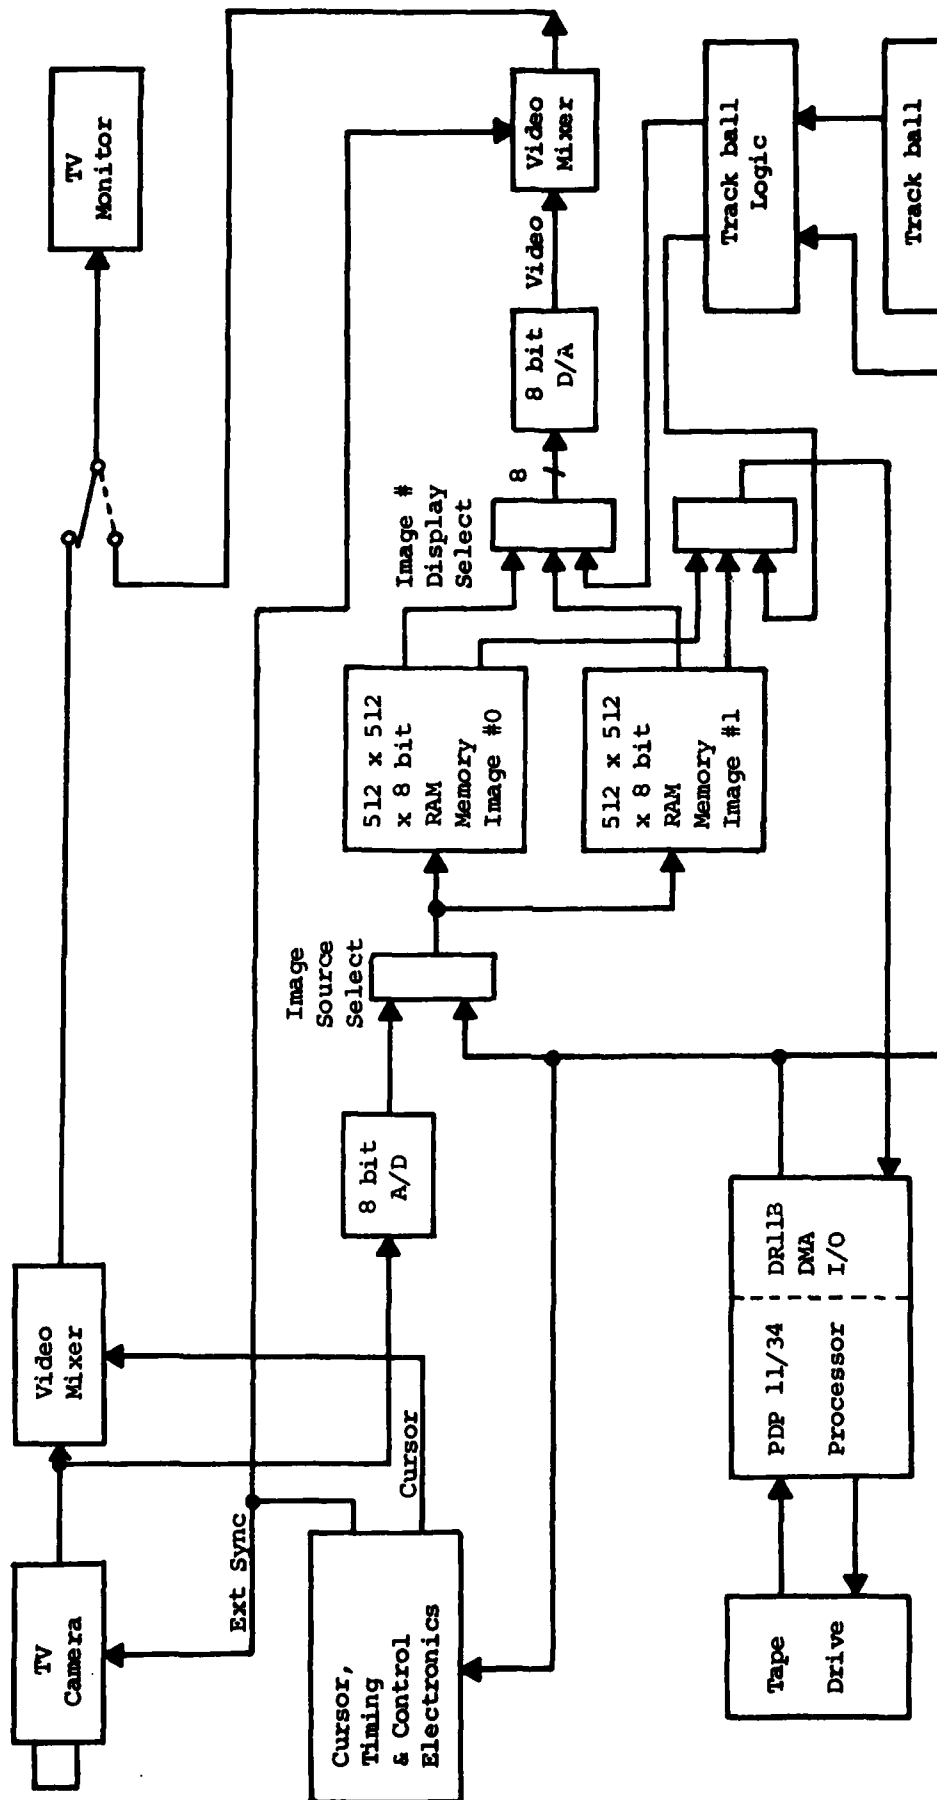 TV
Camera
Video
Mixer
TV
Monitor
Ext Sync
Cursor
Cursor,
Timing
& Control
Electronics
8 bit
A/D
Image
Source
Select
512 x 512
x 8 bit
RAM
Memory
Image #0
512 x 512
x 8 bit
RAM
Memory
Image #1
Image #
Display
Select
8
8 bit
D/A
Video
Video
Mixer
Tape
Drive
PDP 11/34
Processor
DR11B
DMA
I/O
Track ball
Logic
Track ball